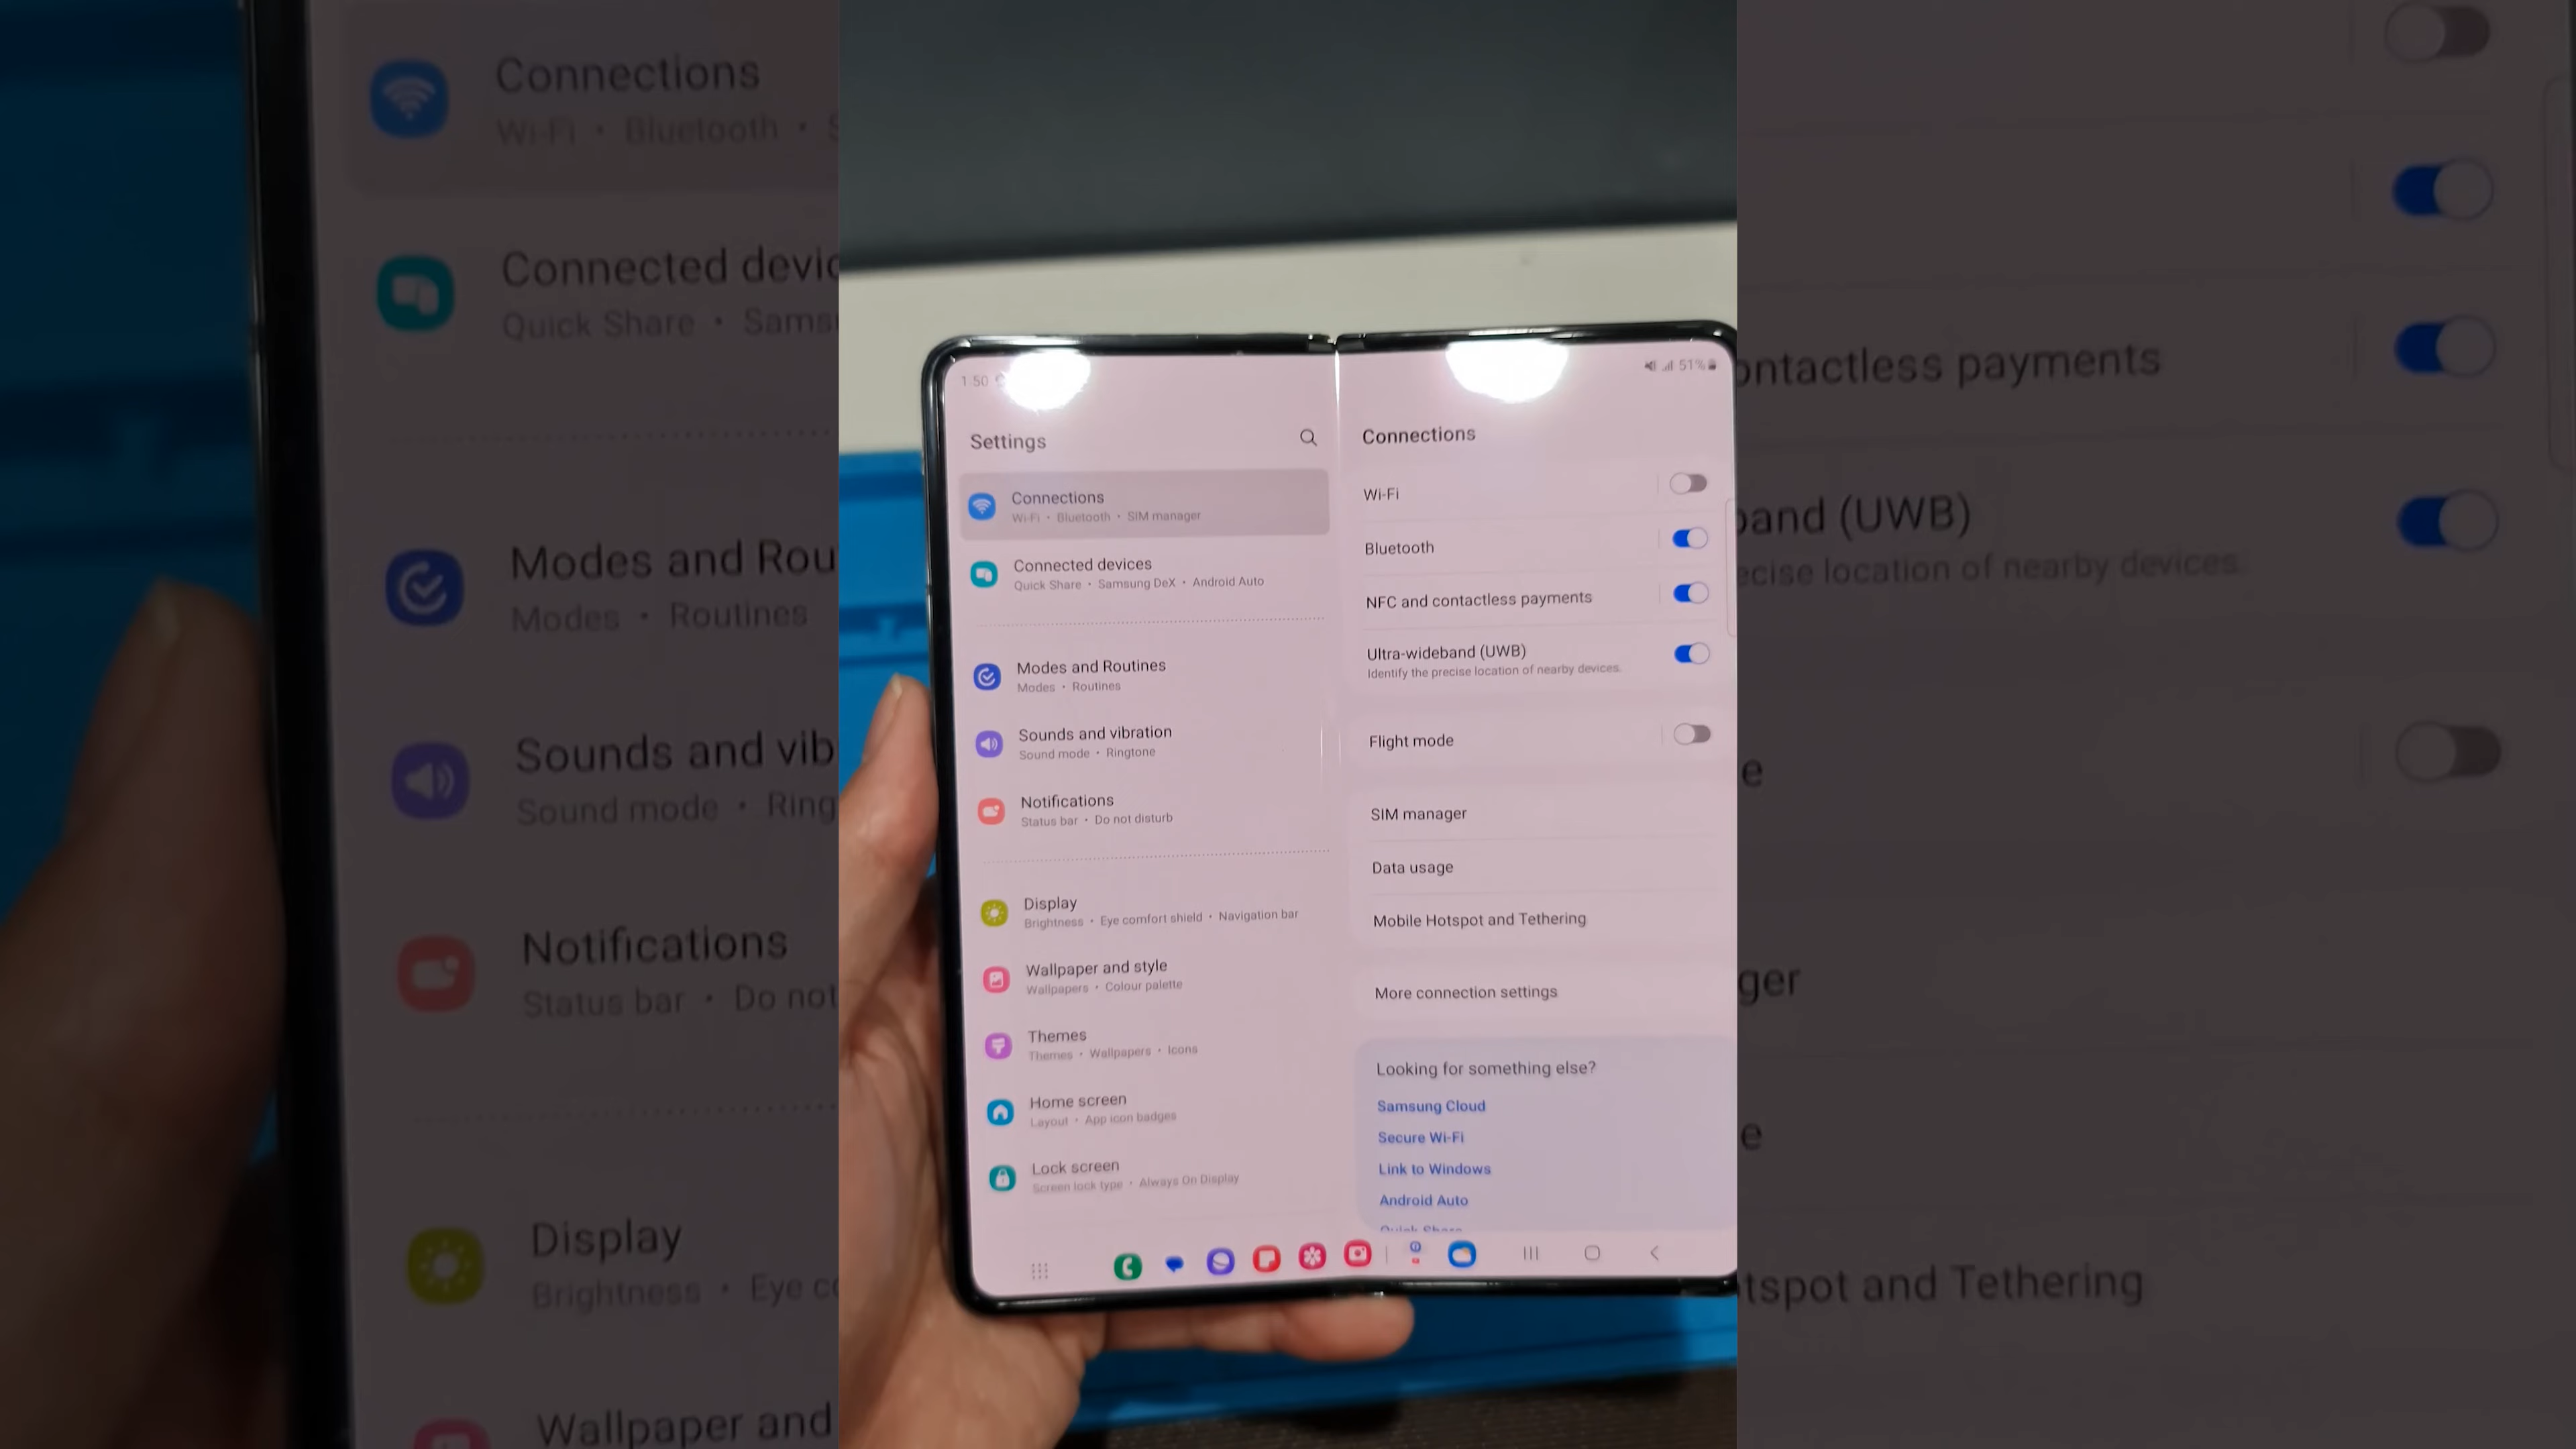 Connections
Wi-Fi • Bluetooth •
Connected devic
Quick Share • Sams
Modes and Rou
Modes • Routines
Sounds and vib
Sound mode • Ring
Notifications
Status bar • Do not
Display
Brightness • Eye co
Wallpaper and
1:50
51%
Settings
Connections
Wi-Fi • Bluetooth • SIM manager
Connected devices
Quick Share • Samsung DeX • Android Auto
Modes and Routines
Modes • Routines
Sounds and vibration
Sound mode • Ringtone
Notifications
Status bar • Do not disturb
Display
Brightness • Eye comfort shield • Navigation bar
Wallpaper and style
Wallpapers • Colour palette
Themes
Themes • Wallpapers • Icons
Home screen
Layout • App icon badges
Lock screen
Screen lock type • Always On Display
Connections
Wi-Fi
Bluetooth
NFC and contactless payments
Ultra-wideband (UWB)
Identify the precise location of nearby devices.
Flight mode
SIM manager
Data usage
Mobile Hotspot and Tethering
More connection settings
Looking for something else?
Samsung Cloud
Secure Wi-Fi
Link to Windows
Android Auto
Quick Share
ontactless payments
band (UWB)
ecise location of nearby devices.
e
ger
e
tspot and Tethering